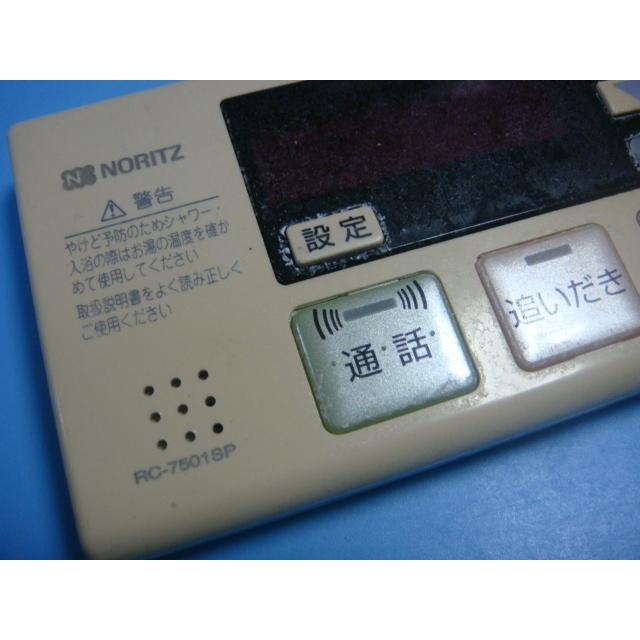 NORITZ
警告
やけど予防のためシャワー、
入浴の際はお湯の温度を確か
めて使用してください
取扱説明書をよく読み正しく
ご使用ください
設定
通話
追いだき
RC-7501SP